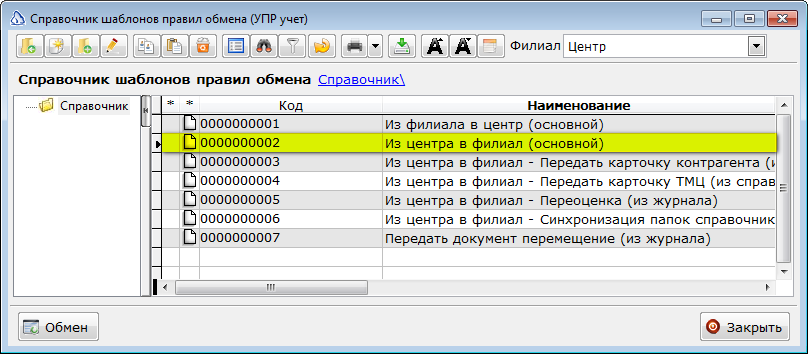 Справочник шаблонов правил обмена (УПР учет)
Филиал Центр
Справочник шаблонов правил обмена Справочник\
Справочник
* * Код Наименование
0000000001 Из филиала в центр (основной)
0000000002 Из центра в филиал (основной)
0000000003 Из центра в филиал - Передать карточку контрагента (и
0000000004 Из центра в филиал - Передать карточку ТМЦ (из справ
0000000005 Из центра в филиал - Переоценка (из журнала)
0000000006 Из центра в филиал - Синхронизация папок справочник
0000000007 Передать документ перемещение (из журнала)
Обмен Закрыть